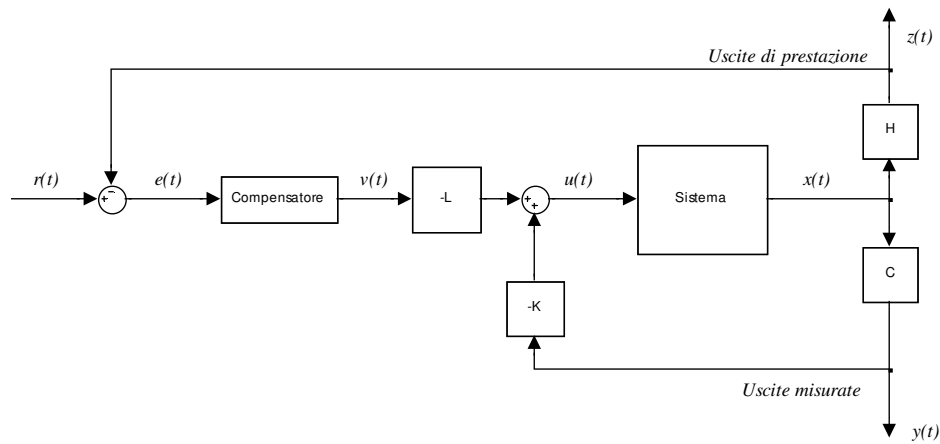 z(t)
Uscite di prestazione
H
r(t)
e(t)
v(t)
u(t)
x(t)
−
+
Compensatore
-L
+
+
Sistema
C
-K
Uscite misurate
y(t)